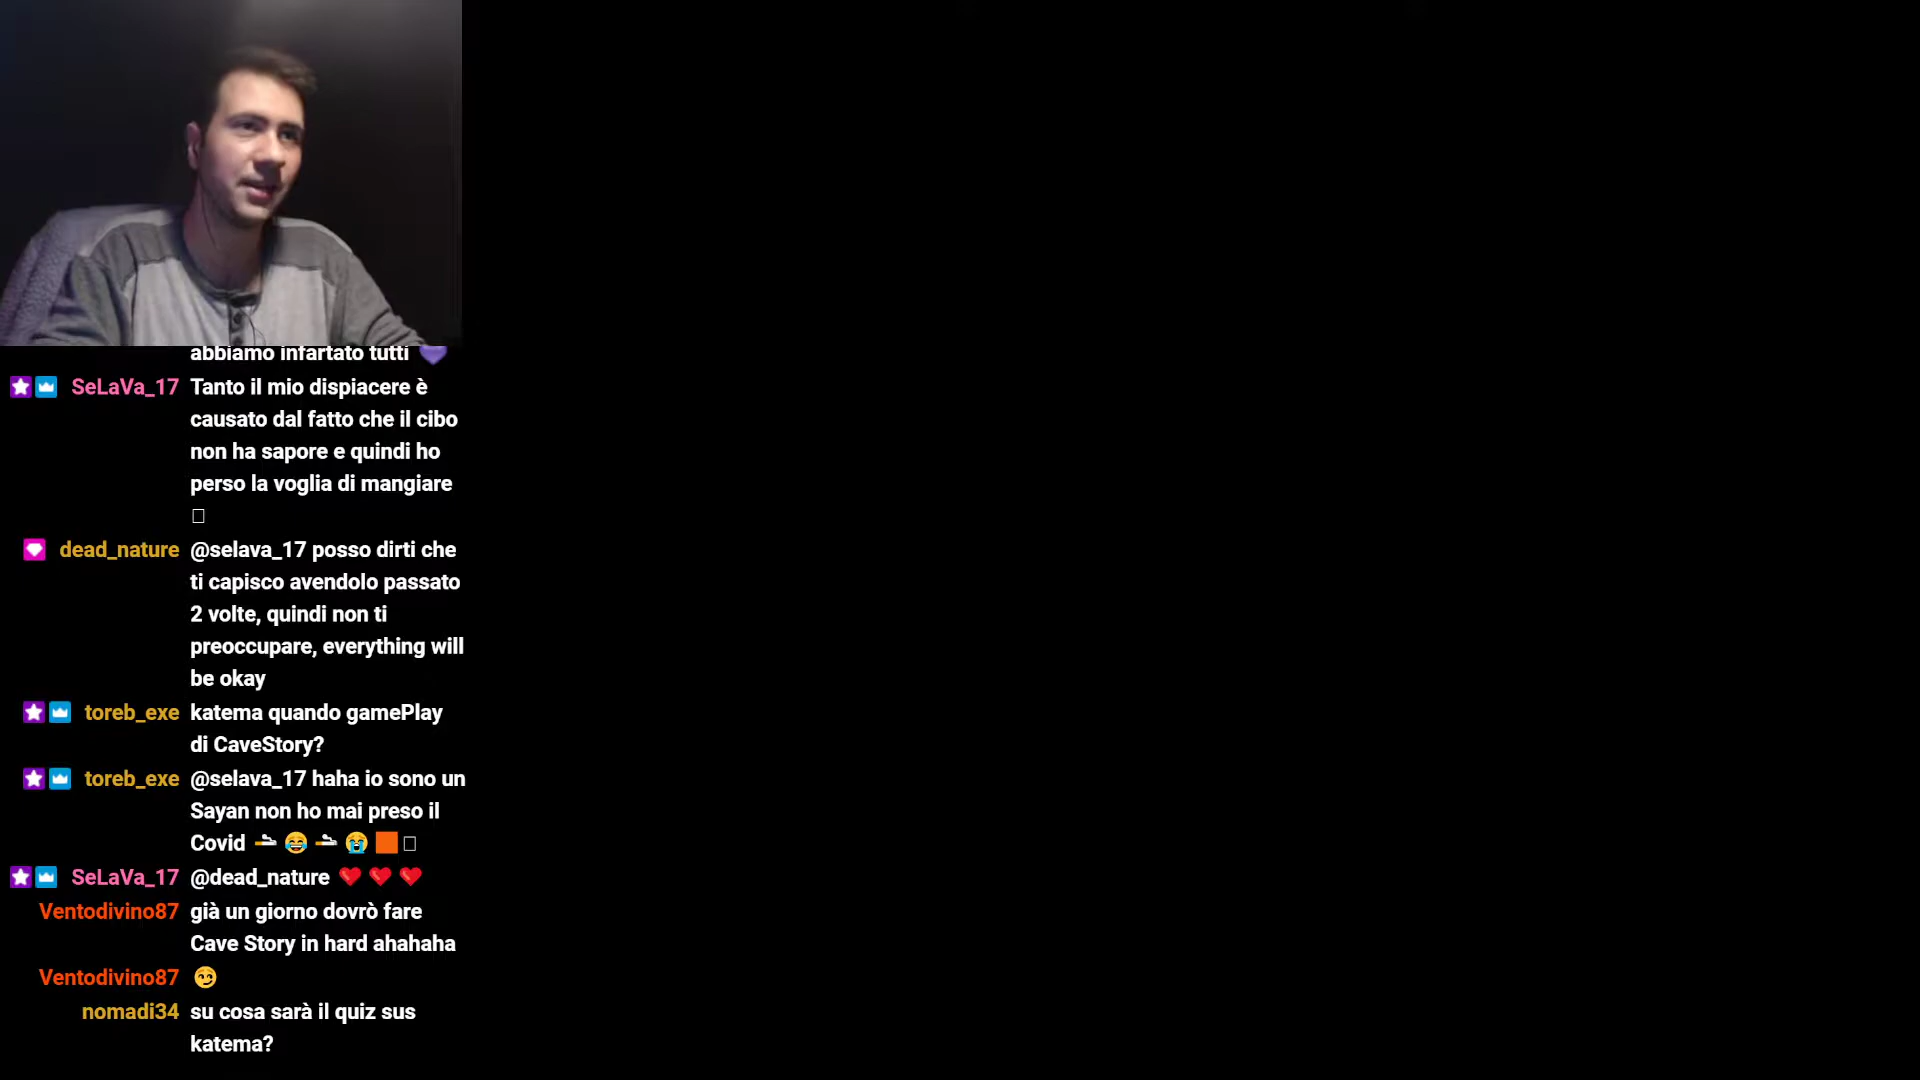 abbiamo infartato tutti 💜
SeLaVa_17 Tanto il mio dispiacere è
causato dal fatto che il cibo
non ha sapore e quindi ho
perso la voglia di mangiare
dead_nature @selava_17 posso dirti che
ti capisco avendolo passato
2 volte, quindi non ti
preoccupare, everything will
be okay
toreb_exe katema quando gamePlay
di CaveStory?
toreb_exe @selava_17 haha io sono un
Sayan non ho mai preso il
Covid 🚬😂🚬😭🟧
SeLaVa_17 @dead_nature ❤️❤️❤️
Ventodivino87 già un giorno dovrò fare
Cave Story in hard ahahaha
Ventodivino87 😏
nomadi34 su cosa sarà il quiz sus
katema?